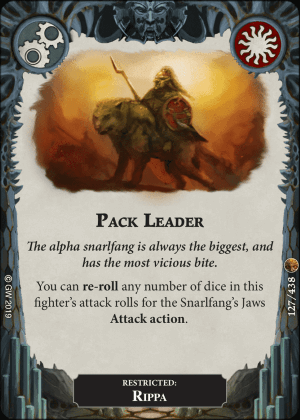 Pack Leader
The alpha snarlfang is always the biggest, and
has the most vicious bite.
You can re-roll any number of dice in this
fighter's attack rolls for the Snarlfang's Jaws
Attack action.
RESTRICTED:
Rippa
© GW 2019
127/438